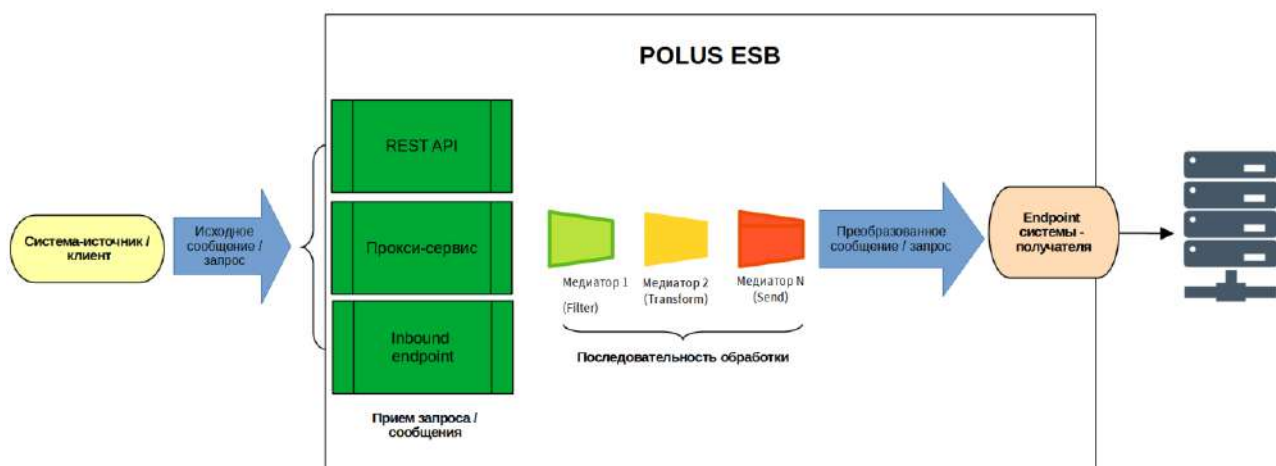 POLUS ESB
REST API
Прокси-сервис
Inbound
endpoint
Прием запроса /
сообщения
Система-источник /
клиент
Исходное
сообщение /
запрос
Медиатор 1
(Filter)
Медиатор 2
(Transform)
Медиатор N
(Send)
Последовательность обработки
Преобразованное
сообщение / запрос
Endpoint
системы -
получателя